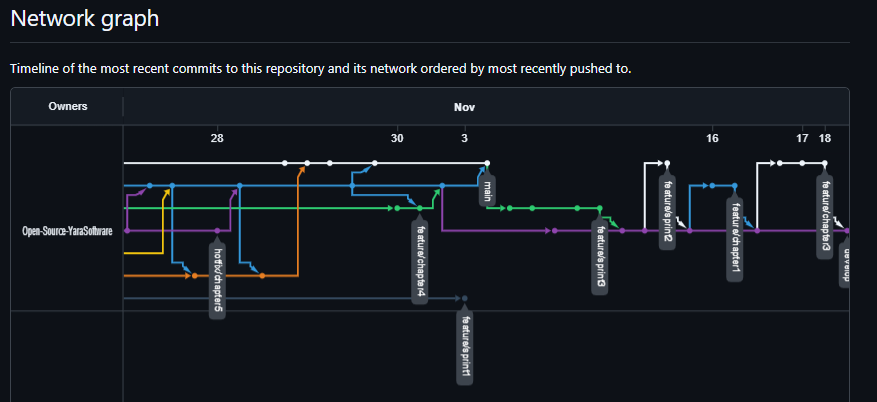 Network graph
Timeline of the most recent commits to this repository and its network ordered by most recently pushed to.
Owners
Nov
28 30 3 16 17 18
Open-Source-YaraSoftware
main
feature/sprint2
feature/chapter1
feature/chapter3
hotfix/chapter5
feature/chapter4
feature/sprint3
develop
feature/sprint1